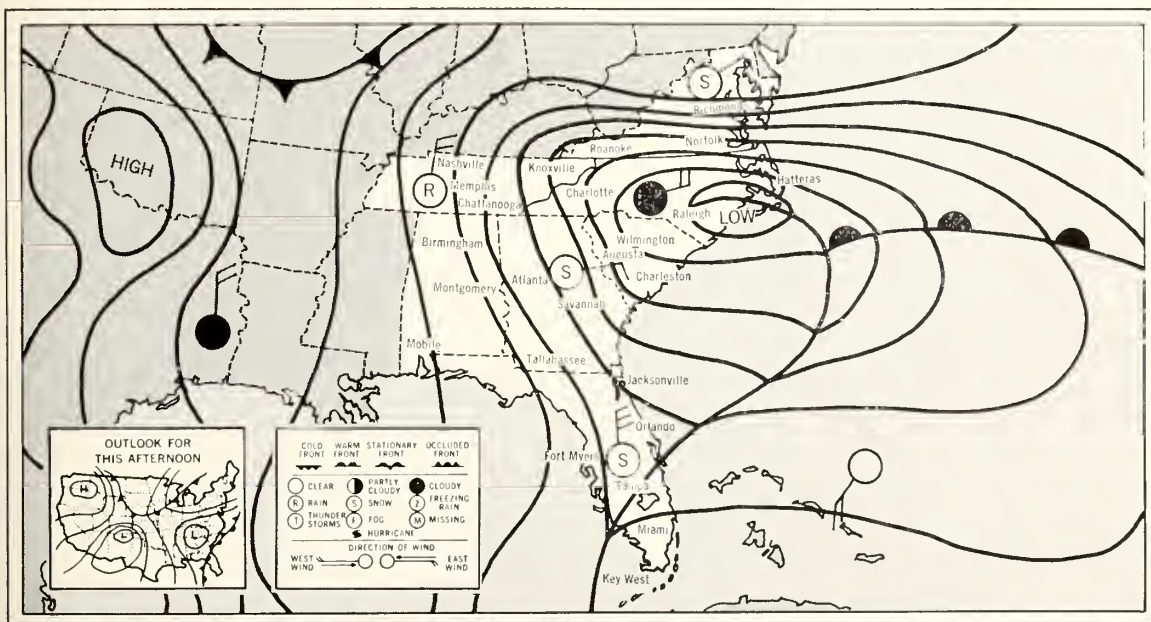 HIGH
S
Richmond
Roanoke
Norfolk
Nashville
Knoxville
Hatteras
R
Memphis
Charlotte
Chattanooga
Raleigh
LOW
Birmingham
Wilmington
Augusta
Atlanta
S
Charleston
Montgomery
Savannah
Mobile
Tallahassee
Jacksonville
Orlando
Fort Myer
S
Tampa
Miami
Key West
OUTLOOK FOR
THIS AFTERNOON
H
L
L
COLD FRONT
WARM FRONT
STATIONARY FRONT
OCCLUDED FRONT
CLEAR
PARTLY CLOUDY
CLOUDY
R RAIN
S SNOW
Z FREEZING RAIN
T THUNDER STORMS
F FOG
M MISSING
HURRICANE
DIRECTION OF WIND
WEST WIND
EAST WIND